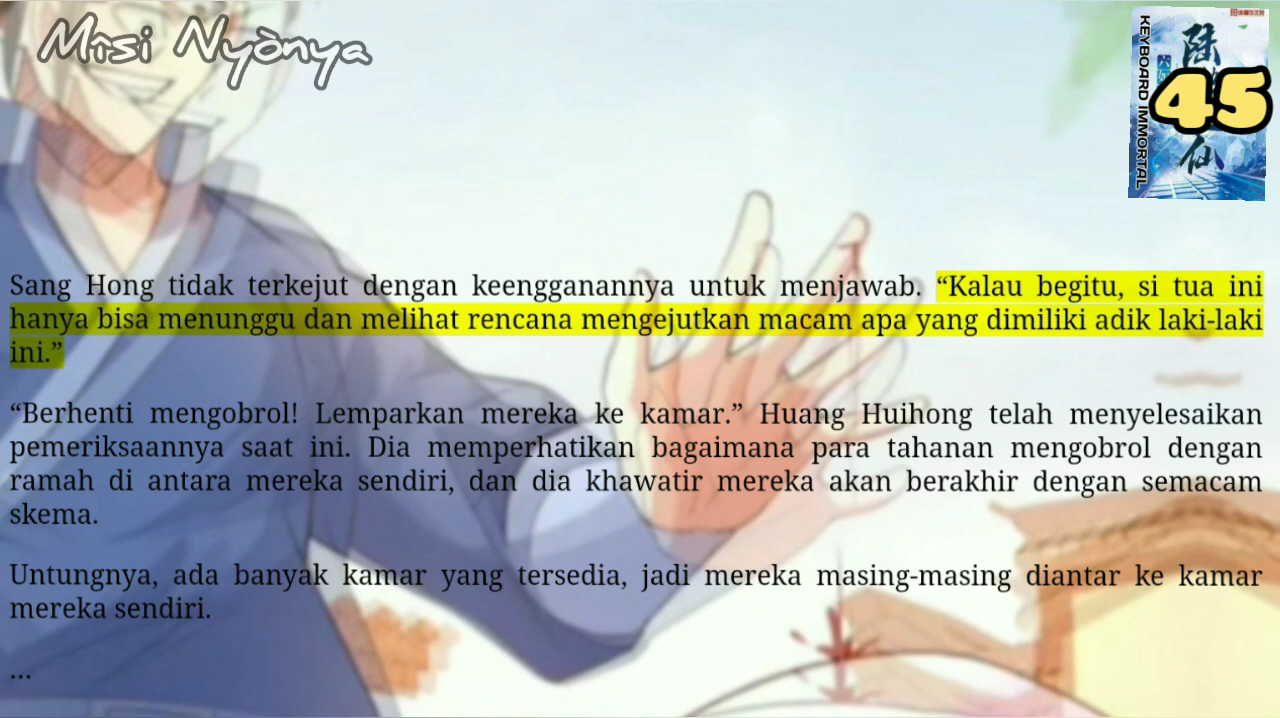 Mîsi Nyònya
KEYBOARD IMMORTAL
45
Sang Hong tidak terkejut dengan keengganannya untuk menjawab. “Kalau begitu, si tua ini
hanya bisa menunggu dan melihat rencana mengejutkan macam apa yang dimiliki adik laki-laki
ini.”
“Berhenti mengobrol! Lemparkan mereka ke kamar.” Huang Huihong telah menyelesaikan
pemeriksaannya saat ini. Dia memperhatikan bagaimana para tahanan mengobrol dengan
ramah di antara mereka sendiri, dan dia khawatir mereka akan berakhir dengan semacam
skema.
Untungnya, ada banyak kamar yang tersedia, jadi mereka masing-masing diantar ke kamar
mereka sendiri.
...